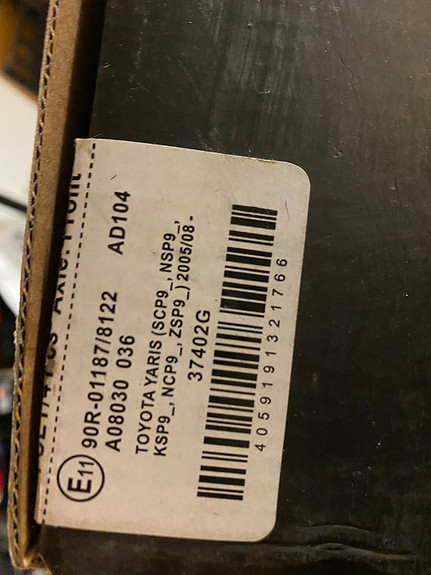 Axle: Front
E11 90R-01187/8122 AD104
A08030 036
TOYOTA YARIS (SCP9_, NSP9_,
KSP9_, NCP9_, ZSP9_) 2005/08 -
37402G
4059191321766